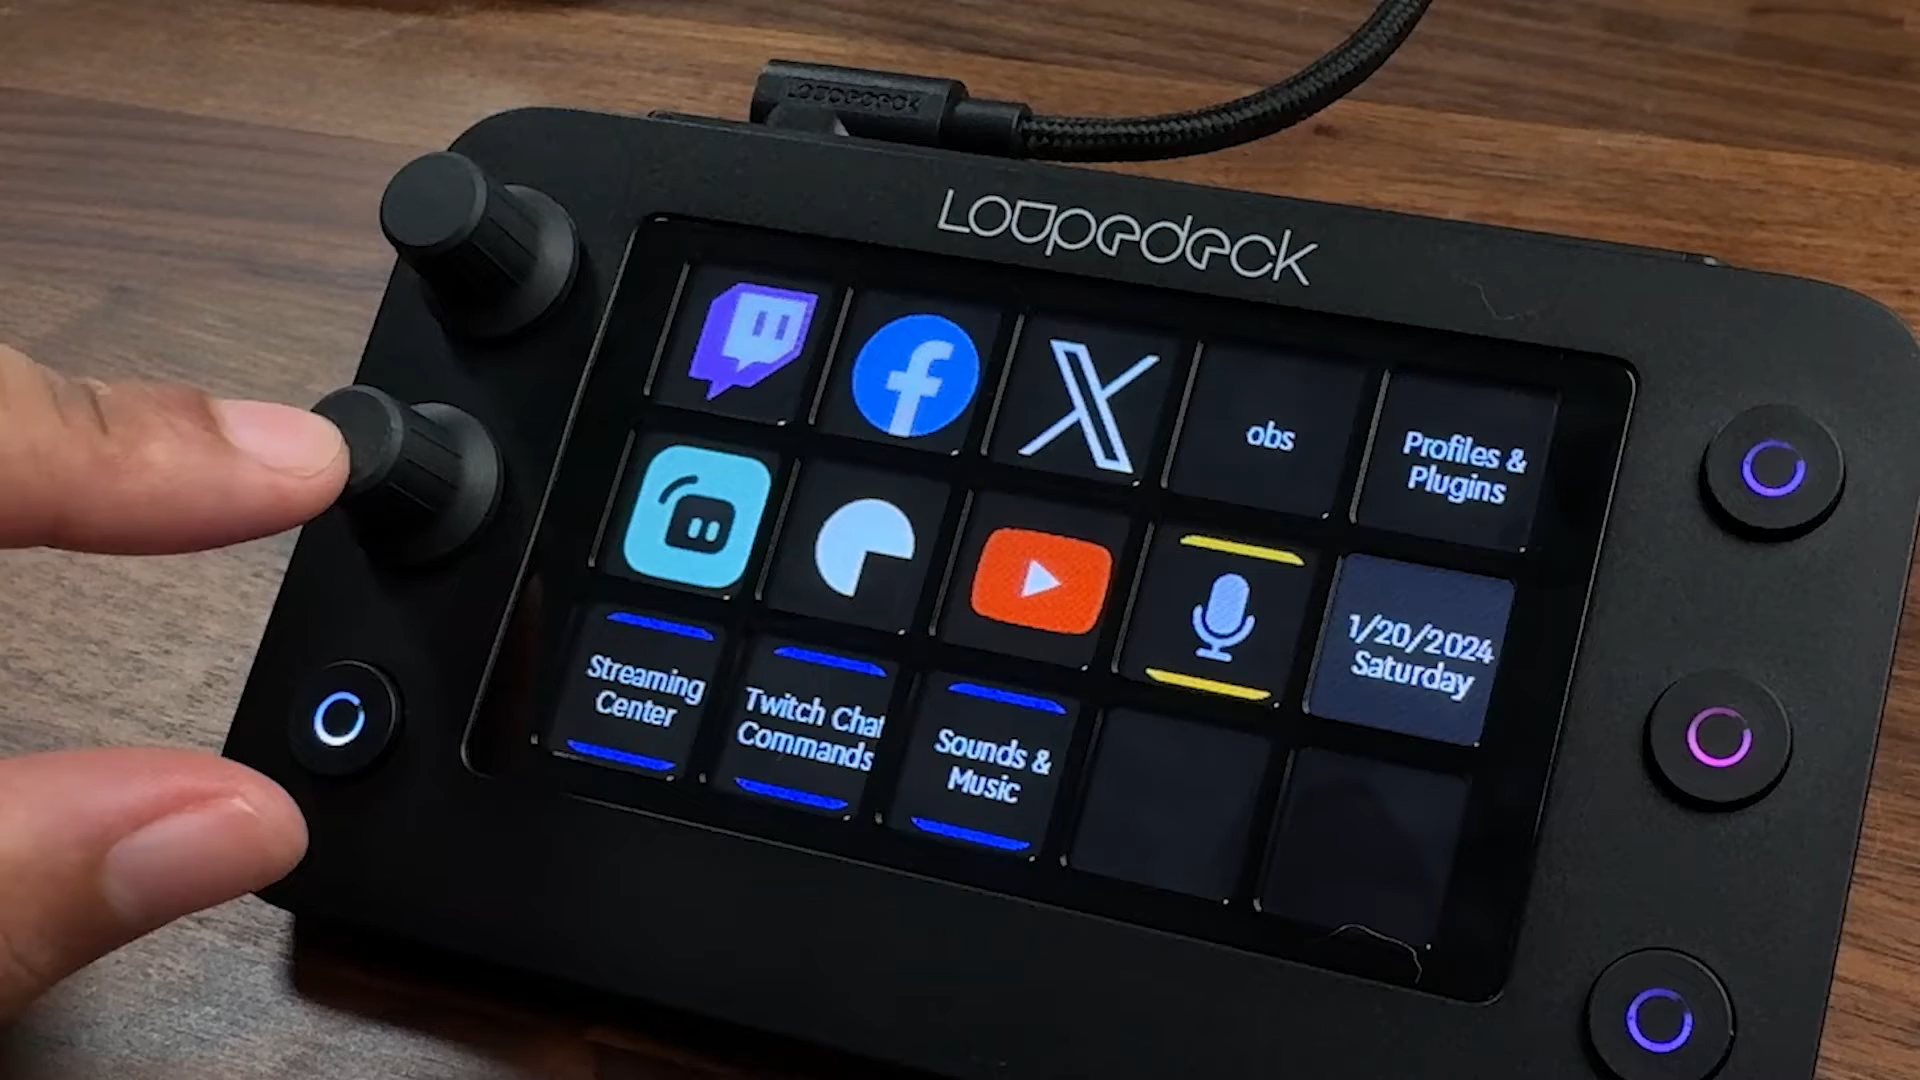 LOUPEDECK
Loupedeck
obs
Profiles &
Plugins
1/20/2024
Saturday
Streaming
Center
Twitch Chat
Commands
Sounds &
Music